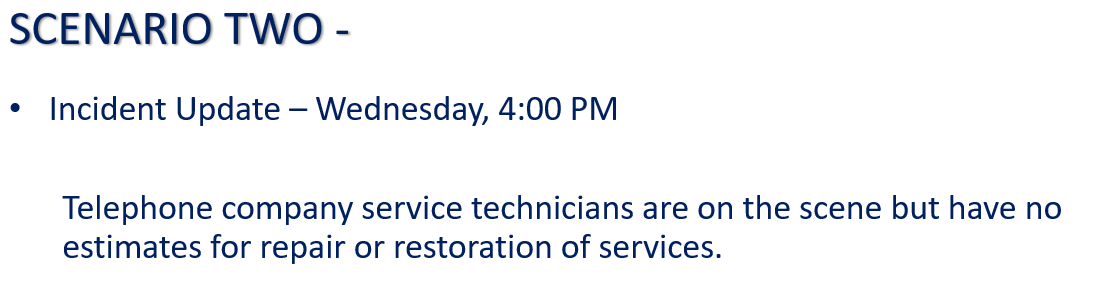 SCENARIO TWO -
• Incident Update – Wednesday, 4:00 PM
Telephone company service technicians are on the scene but have no
estimates for repair or restoration of services.